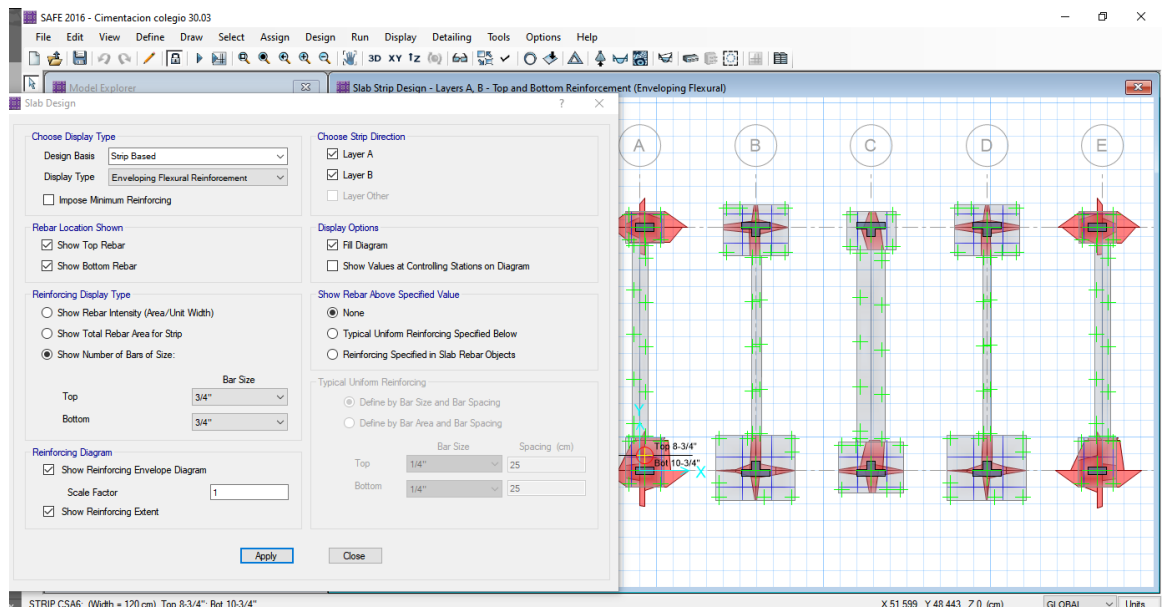 SAFE 2016 - Cimentacion colegio 30.03
File Edit View Define Draw Select Assign Design Run Display Detailing Tools Options Help
3D XY
Model Explorer
Slab Strip Design - Layers A, B - Top and Bottom Reinforcement (Enveloping Flexural)
Slab Design
Choose Display Type
Design Basis Strip Based
Display Type Enveloping Flexural Reinforcement
Impose Minimum Reinforcing
Rebar Location Shown
Show Top Rebar
Show Bottom Rebar
Reinforcing Display Type
Show Rebar Intensity (Area/Unit Width)
Show Total Rebar Area for Strip
Show Number of Bars of Size:
Bar Size
Top 3/4"
Bottom 3/4"
Reinforcing Diagram
Show Reinforcing Envelope Diagram
Scale Factor 1
Show Reinforcing Extent
Choose Strip Direction
Layer A
Layer B
Layer Other
Display Options
Fill Diagram
Show Values at Controlling Stations on Diagram
Show Rebar Above Specified Value
None
Typical Uniform Reinforcing Specified Below
Reinforcing Specified in Slab Rebar Objects
Typical Uniform Reinforcing
Define by Bar Size and Bar Spacing
Define by Bar Area and Bar Spacing
Bar Size Spacing (cm)
Top 1/4" 25
Bottom 1/4" 25
Apply Close
A B C D E
Y
Top 8-3/4"
Bot 10-3/4"
X
STRIP CSA6: (Width = 120 cm) Top 8-3/4"; Bot 10-3/4"
X 51.599 Y 48.443 Z 0 (cm) GLOBAL Units